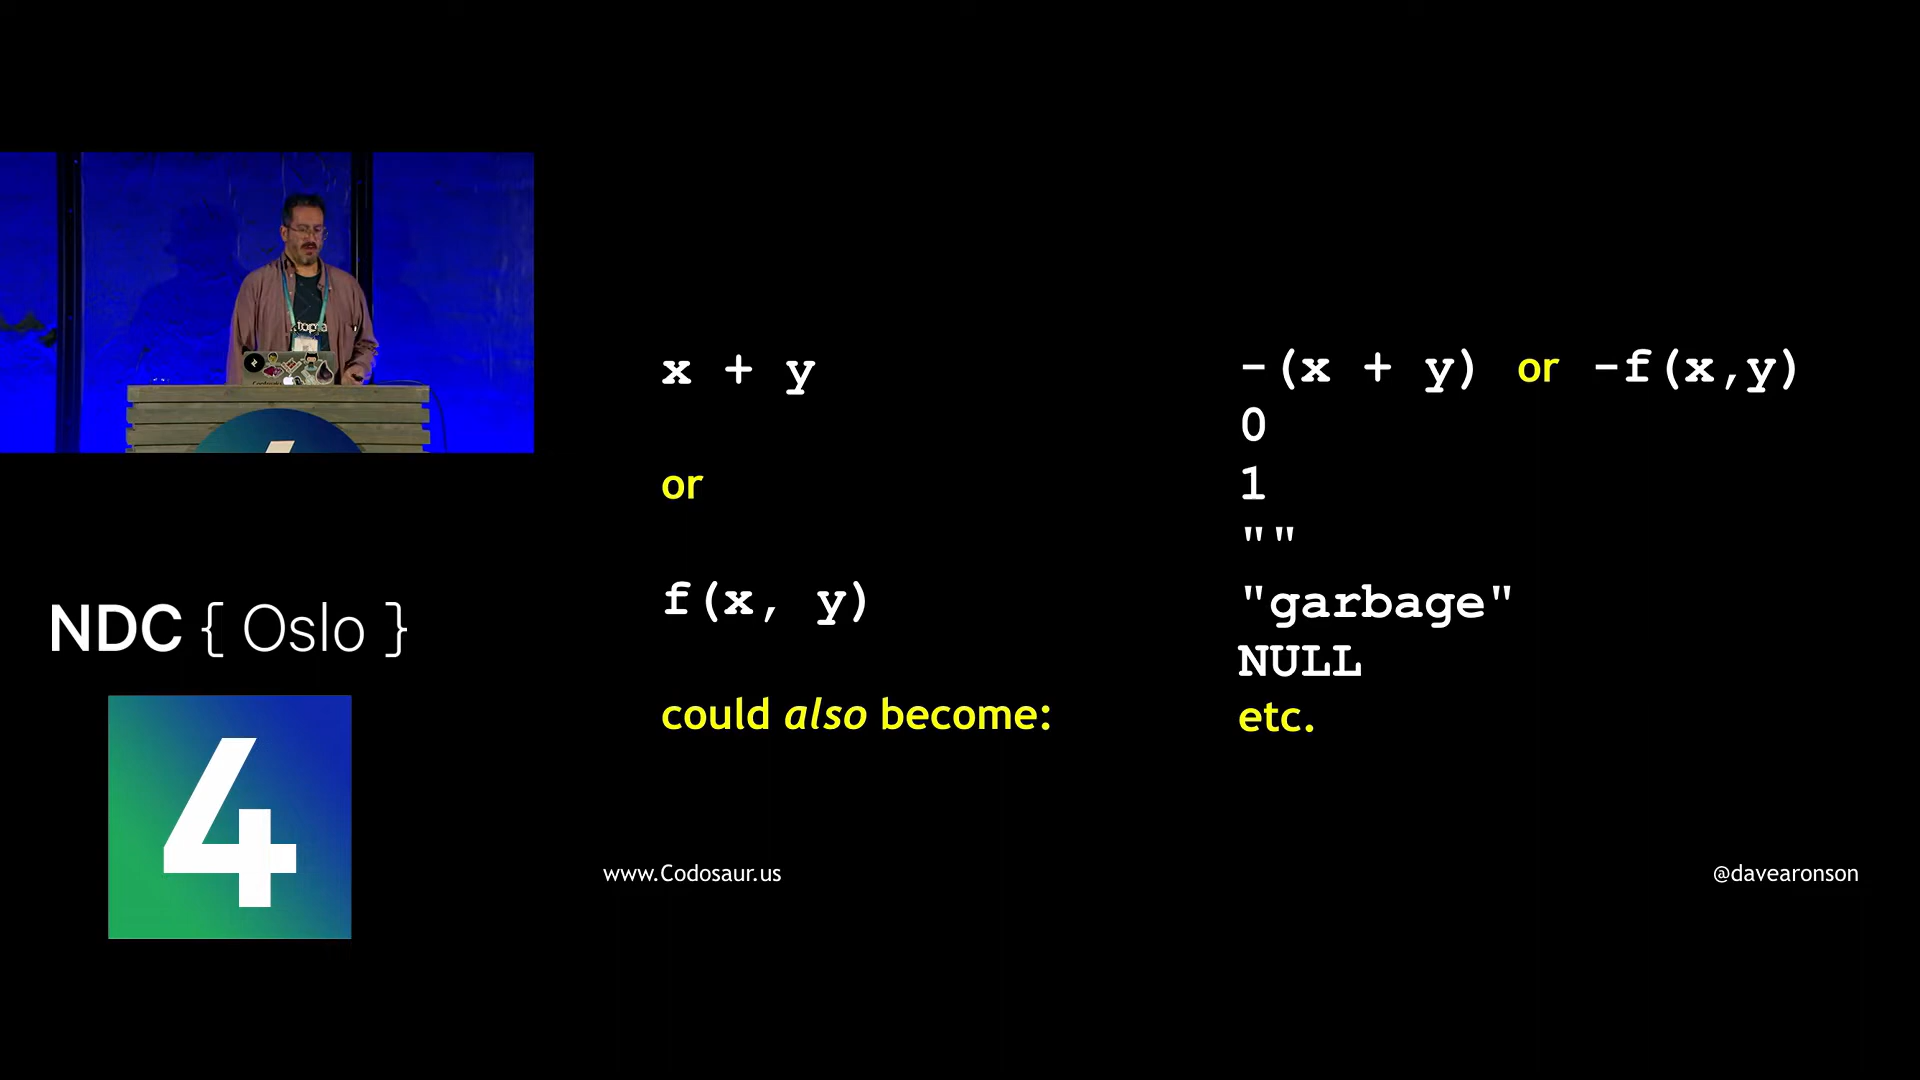 x + y
or
f(x, y)
could also become:
-(x + y) or -f(x,y)
0
1
""
"garbage"
NULL
etc.
NDC { Oslo }
4
www.Codosaur.us
@davearonson